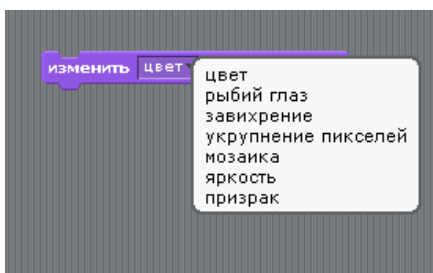 изменить цвет
цвет
рыбий глаз
завихрение
укрупнение пикселей
мозаика
яркость
призрак